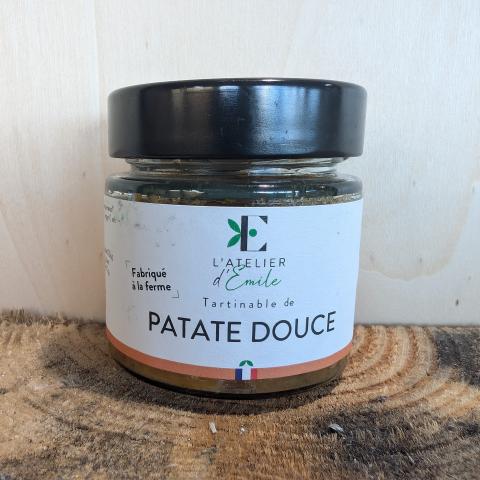 E
L'ATELIER
d'Émile
Fabriqué
à la ferme
Tartinable de
PATATE DOUCE